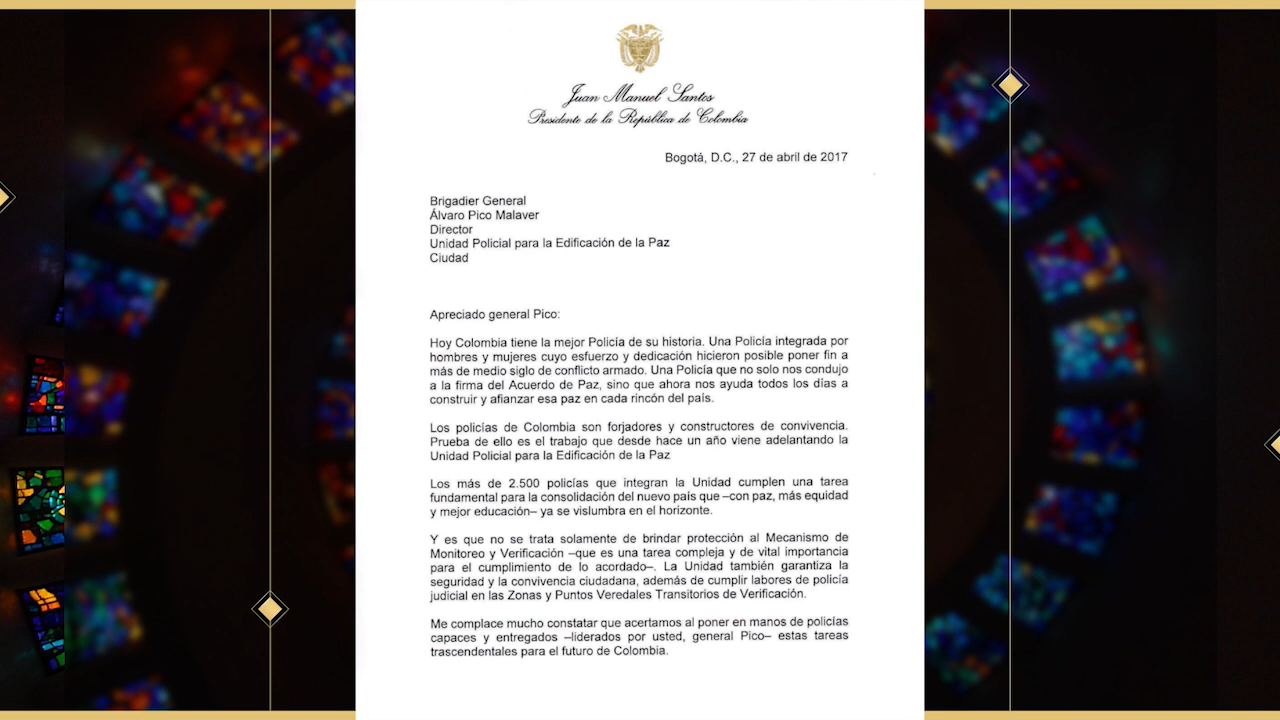 Juan Manuel Santos
Presidente de la República de Colombia
Bogotá, D.C., 27 de abril de 2017
Brigadier General
Álvaro Pico Malaver
Director
Unidad Policial para la Edificación de la Paz
Ciudad
Apreciado general Pico:
Hoy Colombia tiene la mejor Policía de su historia. Una Policía integrada por
hombres y mujeres cuyo esfuerzo y dedicación hicieron posible poner fin a
más de medio siglo de conflicto armado. Una Policía que no solo nos condujo
a la firma del Acuerdo de Paz, sino que ahora nos ayuda todos los días a
construir y afianzar esa paz en cada rincón del país.
Los policías de Colombia son forjadores y constructores de convivencia.
Prueba de ello es el trabajo que desde hace un año viene adelantando la
Unidad Policial para la Edificación de la Paz
Los más de 2.500 policías que integran la Unidad cumplen una tarea
fundamental para la consolidación del nuevo país que –con paz, más equidad
y mejor educación– ya se vislumbra en el horizonte.
Y es que no se trata solamente de brindar protección al Mecanismo de
Monitoreo y Verificación –que es una tarea compleja y de vital importancia
para el cumplimiento de lo acordado–. La Unidad también garantiza la
seguridad y la convivencia ciudadana, además de cumplir labores de policía
judicial en las Zonas y Puntos Veredales Transitorios de Verificación.
Me complace mucho constatar que acertamos al poner en manos de policías
capaces y entregados –liderados por usted, general Pico– estas tareas
trascendentales para el futuro de Colombia.